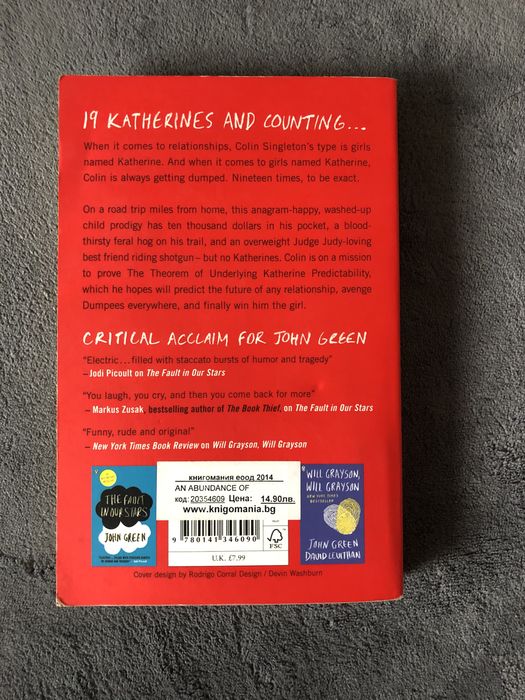 19 KATHERINES AND COUNTING...
When it comes to relationships, Colin Singleton's type is girls
named Katherine. And when it comes to girls named Katherine,
Colin is always getting dumped. Nineteen times, to be exact.
On a road trip miles from home, this anagram-happy, washed-up
child prodigy has ten thousand dollars in his pocket, a blood-
thirsty feral hog on his trail, and an overweight Judge Judy-loving
best friend riding shotgun – but no Katherines. Colin is on a mission
to prove The Theorem of Underlying Katherine Predictability,
which he hopes will predict the future of any relationship, avenge
Dumpees everywhere, and finally win him the girl.
CRITICAL ACCLAIM FOR JOHN GREEN
"Electric...filled with staccato bursts of humor and tragedy"
– Jodi Picoult on The Fault in Our Stars
"You laugh, you cry, and then you come back for more"
– Markus Zusak, bestselling author of The Book Thief, on The Fault in Our Stars
"Funny, rude and original"
– New York Times Book Review on Will Grayson, Will Grayson
THE FAULT
IN OUR STARS
JOHN GREEN
книгомания еоод 2014
AN ABUNDANCE OF
код: 20354609 Цена: 14.90лв.
www.knigomania.bg
9 780141 346090
FSC
U.K. £7.99
WILL GRAYSON,
WILL GRAYSON
NEW YORK TIMES
BESTSELLER
JOHN GREEN
DAVID LEVITHAN
Cover design by Rodrigo Corral Design / Devin Washburn